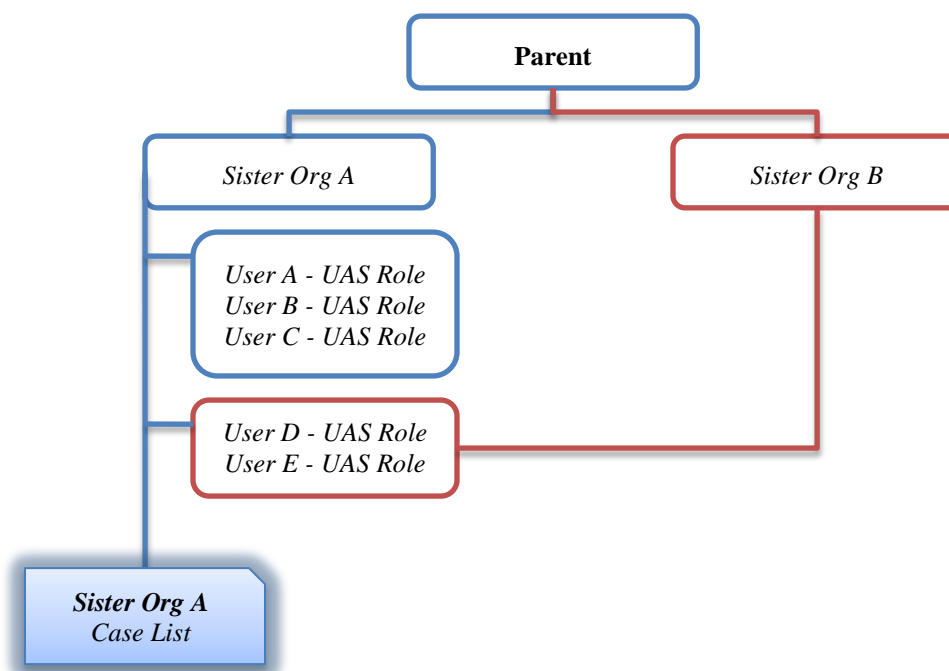 Parent
Sister Org A
Sister Org B
User A - UAS Role
User B - UAS Role
User C - UAS Role
User D - UAS Role
User E - UAS Role
Sister Org A
Case List